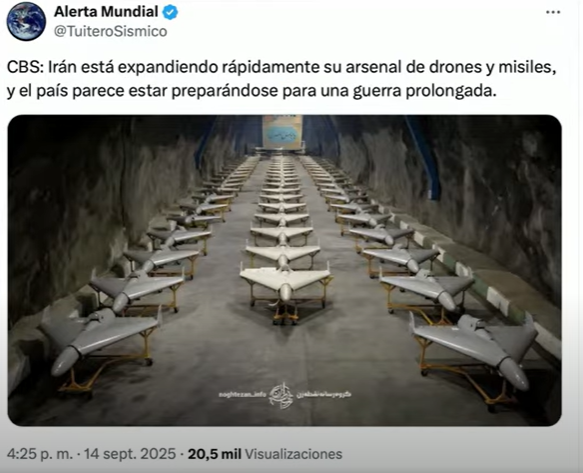 Alerta Mundial
@TuiteroSismico
CBS: Irán está expandiendo rápidamente su arsenal de drones y misiles,
y el país parece estar preparándose para una guerra prolongada.
4:25 p. m. · 14 sept. 2025 · 20,5 mil Visualizaciones